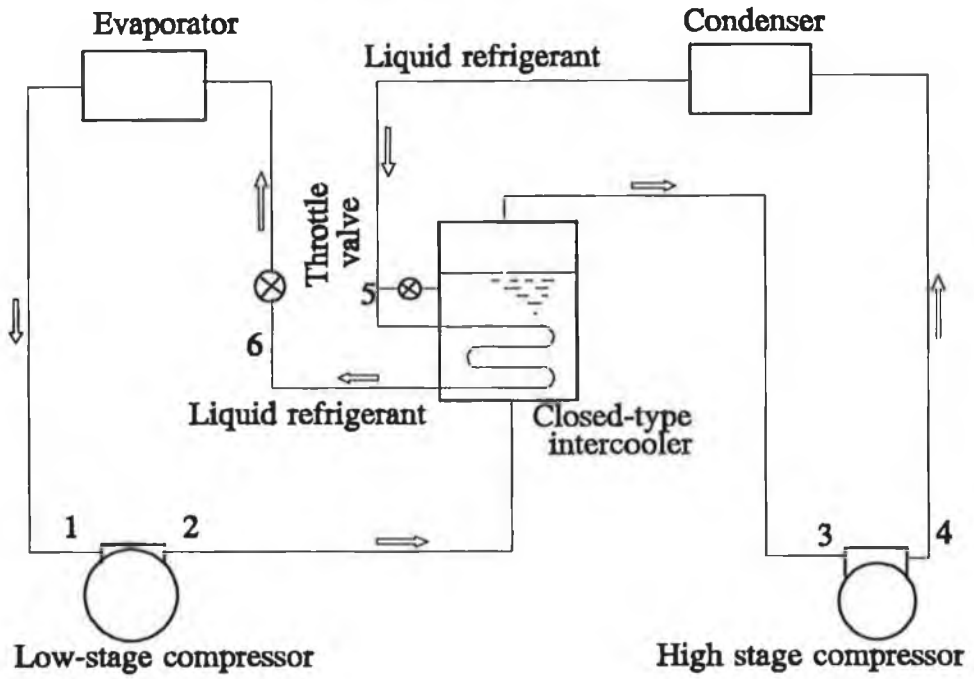 Evaporator
Condenser
Liquid refrigerant
Throttle
valve
5
6
Liquid refrigerant
Closed-type
intercooler
1
2
3
4
Low-stage compressor
High stage compressor